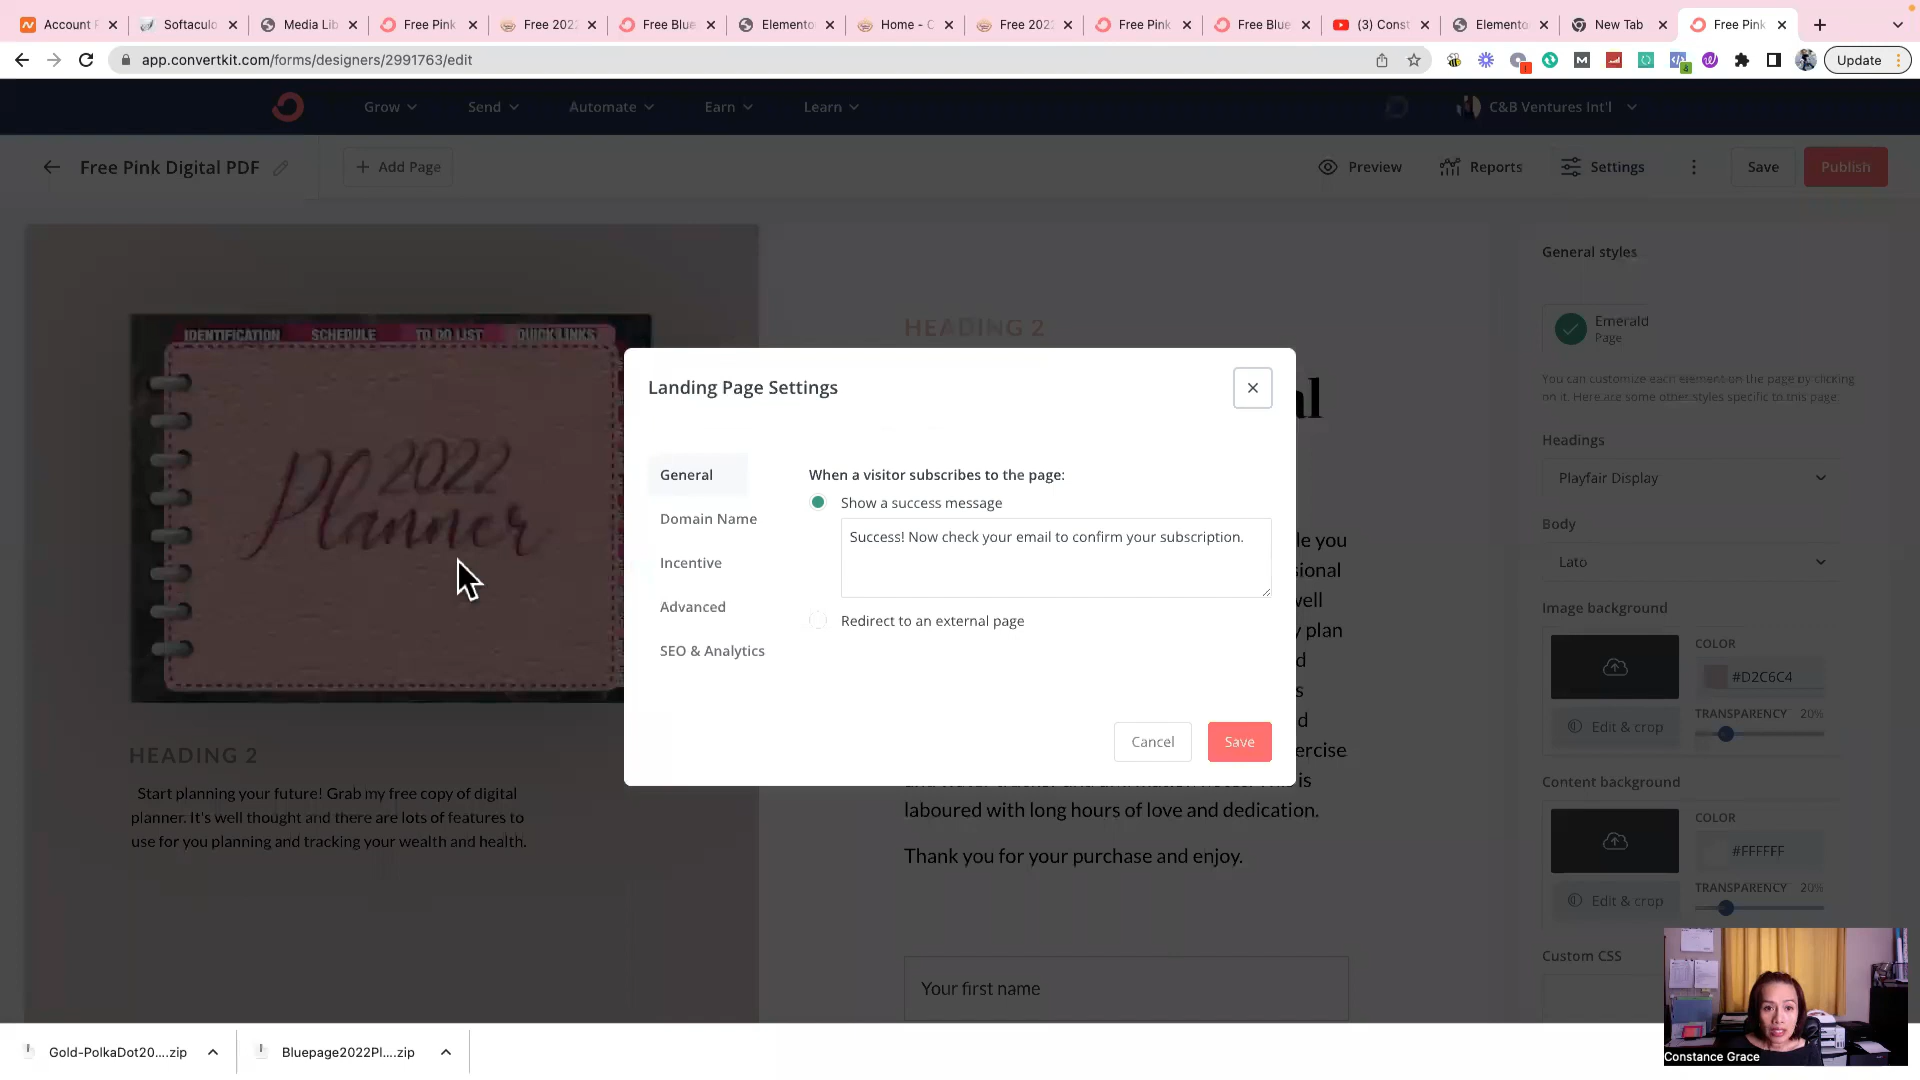 Account F
Softaculo
Media Lib
Free Pink
Free 2022
Free Blue
Elemento
Home - C
Free 2022
Free Pink
Free Blue
(3) Const
Elemento
New Tab
Free Pink
app.convertkit.com/forms/designers/2991763/edit
Update
Grow
Send
Automate
Earn
Learn
C&B Ventures Int'l
Free Pink Digital PDF
+ Add Page
Preview
Reports
Settings
Save
Publish
IDENTIFICATION SCHEDULE TO DO LIST QUICK LINKS
2022
Planner
HEADING 2
Start planning your future! Grab my free copy of digital
planner. It's well thought and there are lots of features to
use for you planning and tracking your wealth and health.
HEADING 2
al
le you
ional
well
y plan
d
s
d
ercise
is
laboured with long hours of love and dedication.
Thank you for your purchase and enjoy.
Your first name
Landing Page Settings
General
Domain Name
Incentive
Advanced
SEO & Analytics
When a visitor subscribes to the page:
Show a success message
Success! Now check your email to confirm your subscription.
Redirect to an external page
Cancel
Save
General styles
Emerald
Page
You can customize each element on the page by clicking
on it. Here are some other styles specific to this page.
Headings
Playfair Display
Body
Lato
Image background
COLOR
#D2C6C4
TRANSPARENCY 20%
Edit & crop
Content background
COLOR
#FFFFFF
TRANSPARENCY 20%
Edit & crop
Custom CSS
Constance Grace
Gold-PolkaDot20....zip
Bluepage2022Pl....zip